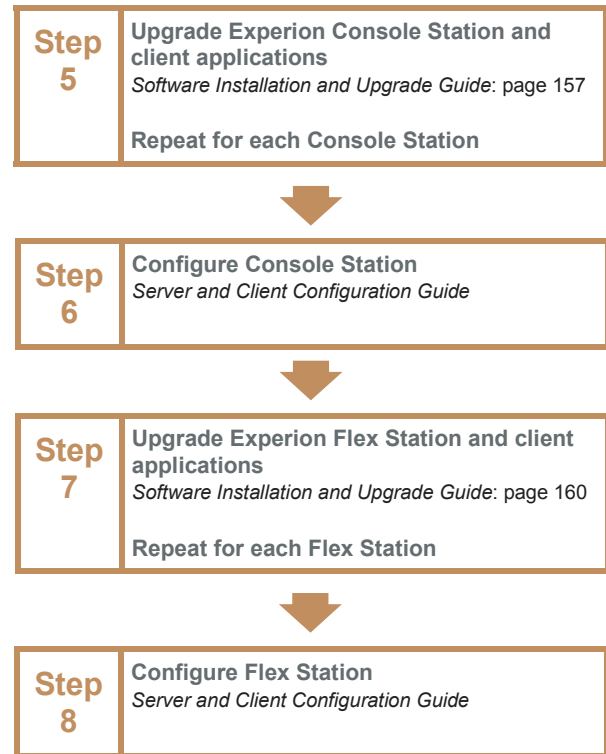 Step
5
Upgrade Experion Console Station and
client applications
Software Installation and Upgrade Guide: page 157
Repeat for each Console Station
Step
6
Configure Console Station
Server and Client Configuration Guide
Step
7
Upgrade Experion Flex Station and client
applications
Software Installation and Upgrade Guide: page 160
Repeat for each Flex Station
Step
8
Configure Flex Station
Server and Client Configuration Guide